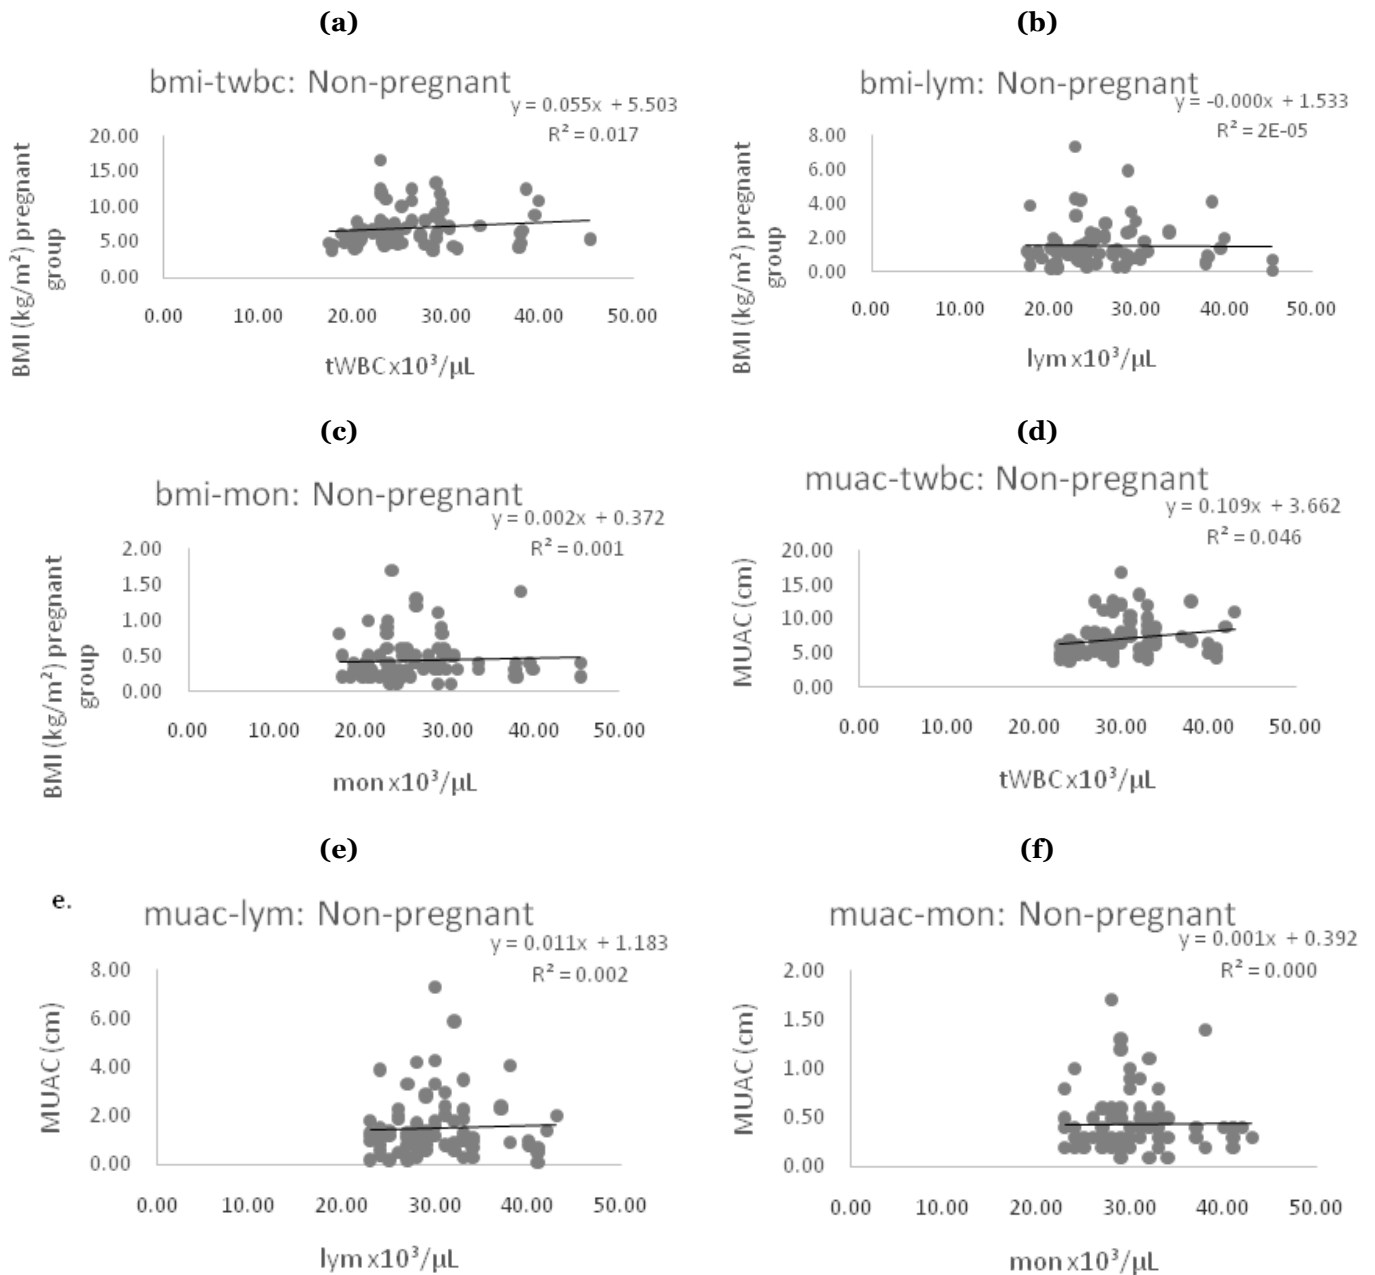 (a)
bmi-twbc: Non-pregnant
y = 0.055x + 5.503
R² = 0.017
BMI (kg/m²) pregnant
group
20.00
15.00
10.00
5.00
0.00
0.00 10.00 20.00 30.00 40.00 50.00
tWBCx10³/µL
(b)
bmi-lym: Non-pregnant
y = -0.000x + 1.533
R² = 2E-05
BMI (kg/m²) pregnant
group
8.00
6.00
4.00
2.00
0.00
0.00 10.00 20.00 30.00 40.00 50.00
lym x10³/µL
(c)
bmi-mon: Non-pregnant
y = 0.002x + 0.372
R² = 0.001
BMI (kg/m²) pregnant
group
2.00
1.50
1.00
0.50
0.00
0.00 10.00 20.00 30.00 40.00 50.00
mon x10³/µL
(d)
muac-twbc: Non-pregnant
y = 0.109x + 3.662
R² = 0.046
MUAC (cm)
20.00
15.00
10.00
5.00
0.00
0.00 10.00 20.00 30.00 40.00 50.00
tWBCx10³/µL
(e)
e.
muac-lym: Non-pregnant
y = 0.011x + 1.183
R² = 0.002
MUAC (cm)
8.00
6.00
4.00
2.00
0.00
0.00 10.00 20.00 30.00 40.00 50.00
lym x10³/µL
(f)
muac-mon: Non-pregnant
y = 0.001x + 0.392
R² = 0.000
MUAC (cm)
2.00
1.50
1.00
0.50
0.00
0.00 10.00 20.00 30.00 40.00 50.00
mon x10³/µL